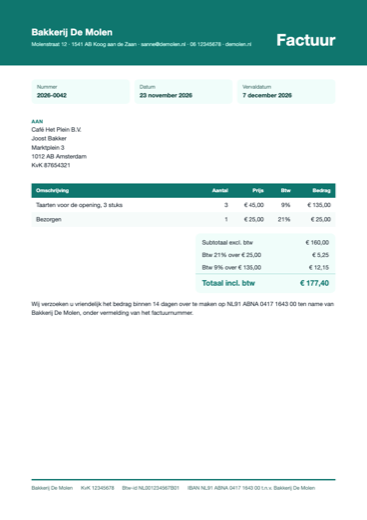 Bakkerij De Molen
Molenstraat 12 · 1541 AB Koog aan de Zaan · aanne@demolen.nl · 06 12345678 · demolen.nl
Factuur
Nummer
2026-0042
Datum
23 november 2026
Vervaldatum
7 december 2026
AAN
Café Het Plein B.V.
Joost Bakker
Marktplein 3
1012 AB Amsterdam
KvK 87654321
Omschrijving Aantal Prijs Btw Bedrag
Taarten voor de opening, 3 stuks 3 € 45,00 9% € 135,00
Bezorgen 1 € 25,00 21% € 25,00
Subtotaal excl. btw € 160,00
Btw 21% over € 25,00 € 5,25
Btw 9% over € 135,00 € 12,15
Totaal incl. btw € 177,40
Wij verzoeken u vriendelijk het bedrag binnen 14 dagen over te maken op NL91 ABNA 0417 1643 00 ten name van
Bakkerij De Molen, onder vermelding van het factuurnummer.
Bakkerij De Molen KvK 12345678 Btw-id NL001234567B01 IBAN NL91 ABNA 0417 1643 00 t.n.v. Bakkerij De Molen